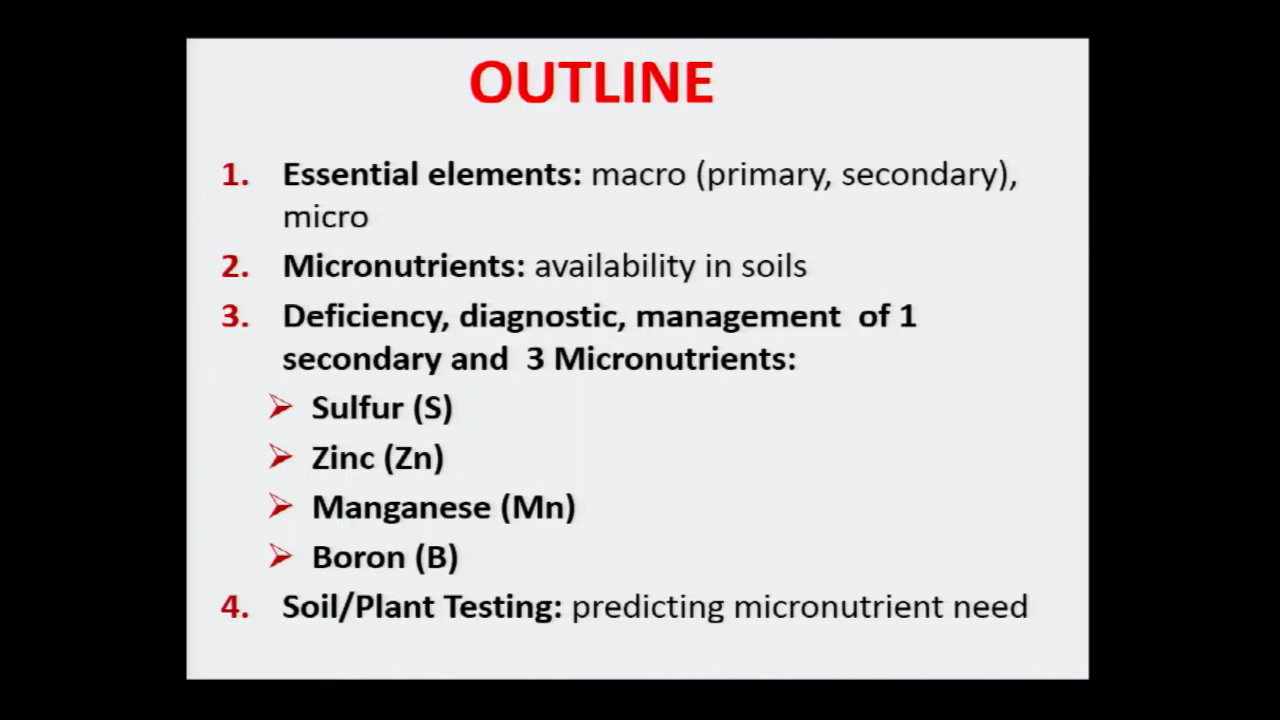 OUTLINE
1. Essential elements: macro (primary, secondary),
micro
2. Micronutrients: availability in soils
3. Deficiency, diagnostic, management of 1
secondary and 3 Micronutrients:
➢ Sulfur (S)
➢ Zinc (Zn)
➢ Manganese (Mn)
➢ Boron (B)
4. Soil/Plant Testing: predicting micronutrient need